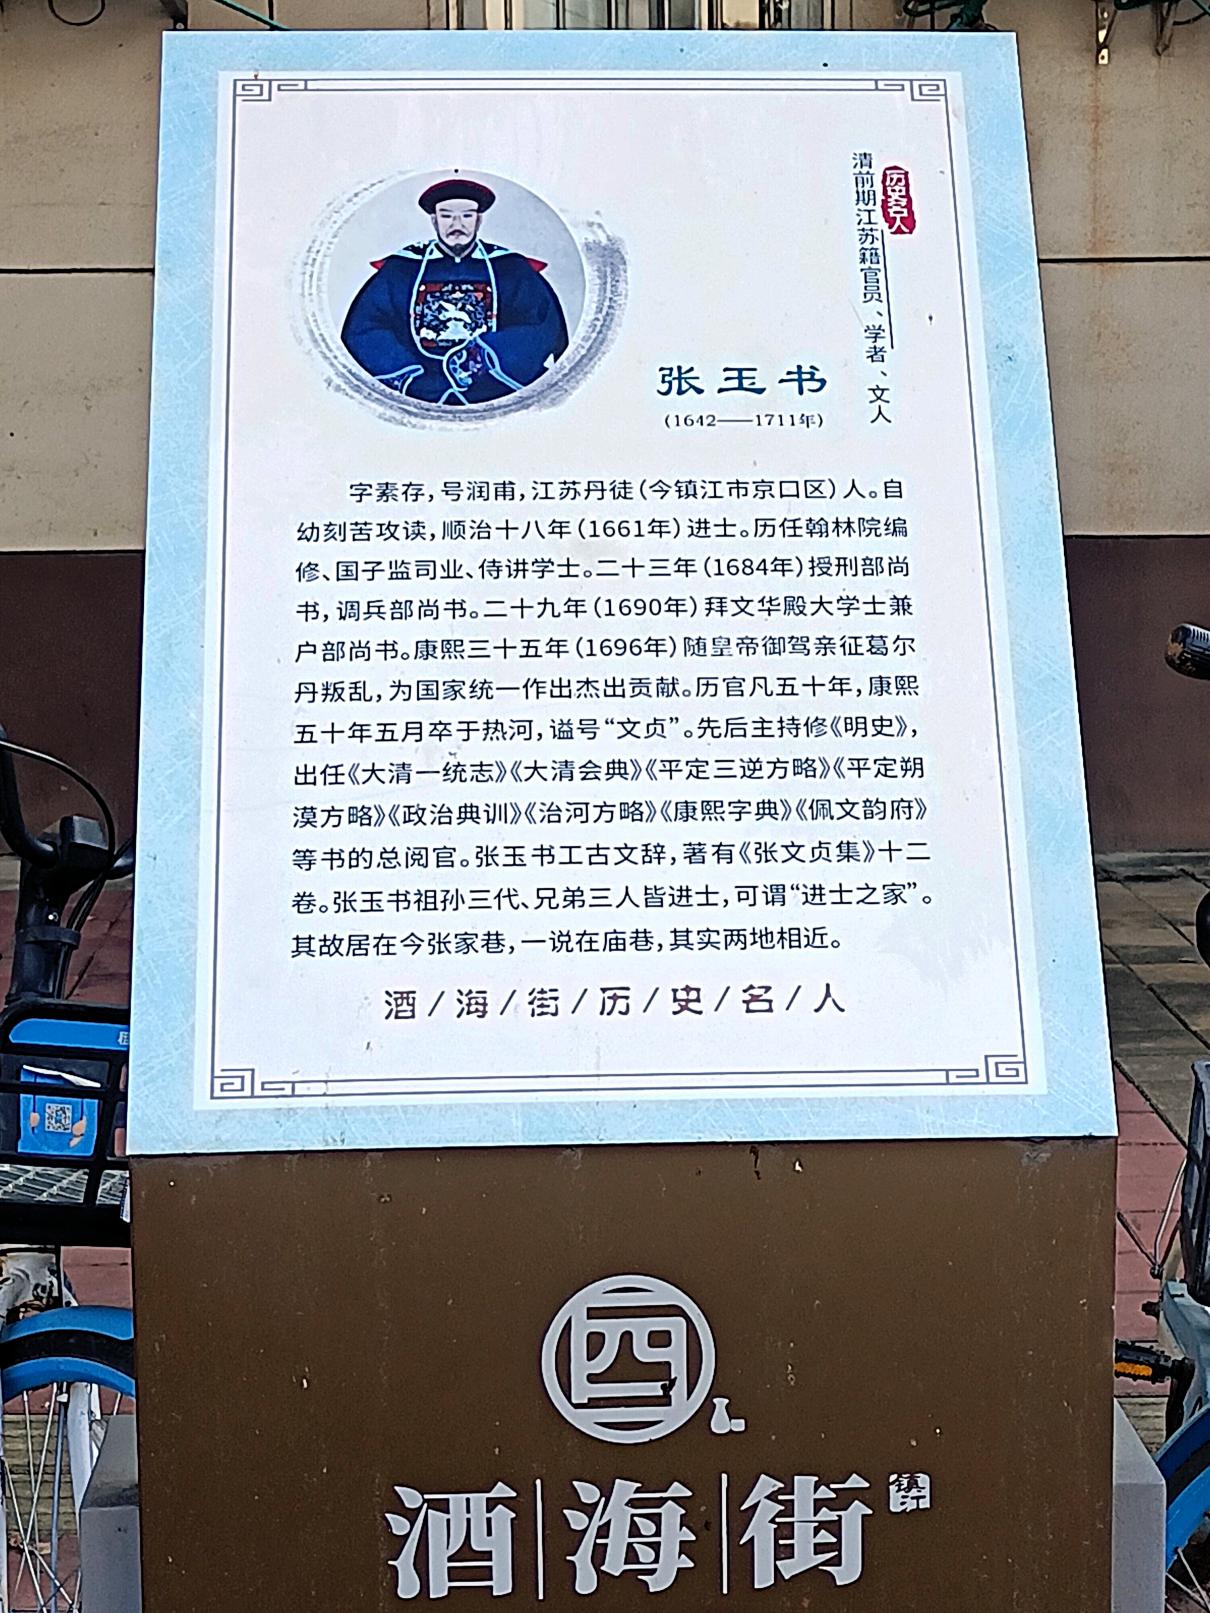 历史名人
清前期江苏籍官员、学者、文人
张玉书
(1642——1711年)
字素存,号润甫,江苏丹徒(今镇江市京口区)人。自
幼刻苦攻读,顺治十八年(1661年)进士。历任翰林院编
修、国子监司业、侍讲学士。二十三年(1684年)授刑部尚
书,调兵部尚书。二十九年(1690年)拜文华殿大学士兼
户部尚书。康熙三十五年(1696年)随皇帝御驾亲征葛尔
丹叛乱,为国家统一作出杰出贡献。历官凡五十年,康熙
五十年五月卒于热河,谥号“文贞”。先后主持修《明史》,
出任《大清一统志》《大清会典》《平定三逆方略》《平定朔
漠方略》《政治典训》《治河方略》《康熙字典》《佩文韵府》
等书的总阅官。张玉书工古文辞,著有《张文贞集》十二
卷。张玉书祖孙三代、兄弟三人皆进士,可谓“进士之家”。
其故居在今张家巷,一说在庙巷,其实两地相近。
酒/海/街/历/史/名/人
四
酒|海|街
镇江